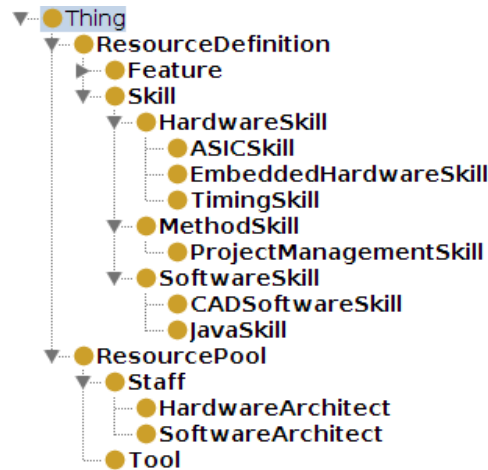 Thing
ResourceDefinition
Feature
Skill
HardwareSkill
ASICSkill
EmbeddedHardwareSkill
TimingSkill
MethodSkill
ProjectManagementSkill
SoftwareSkill
CADSoftwareSkill
JavaSkill
ResourcePool
Staff
HardwareArchitect
SoftwareArchitect
Tool